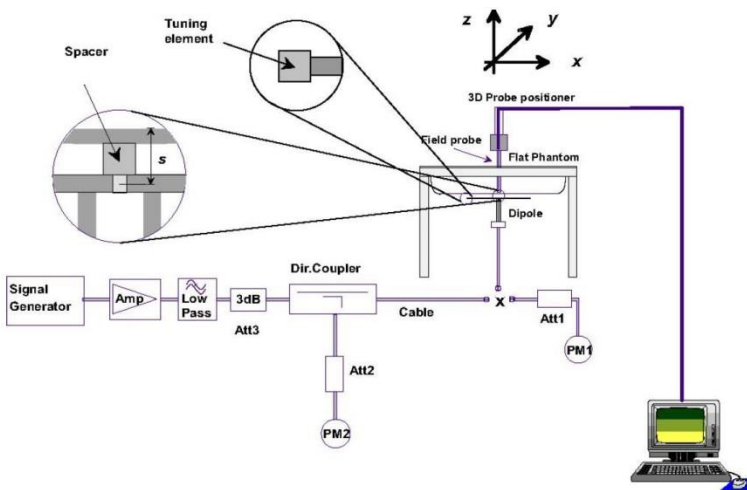 Tuning
element
Spacer
s
z
y
x
3D Probe positioner
Field probe
Flat Phantom
Dipole
Dir.Coupler
Signal
Generator
Amp
Low
Pass
3dB
Att3
Cable
x
Att1
PM1
Att2
PM2